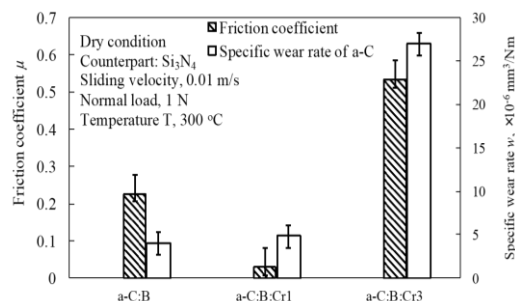 Friction coefficient
Specific wear rate of a-C
Dry condition
Counterpart: Si₃N₄
Sliding velocity, 0.01 m/s
Normal load, 1 N
Temperature T, 300 °C
Friction coefficient μ
0.7
0.6
0.5
0.4
0.3
0.2
0.1
0
30
25
20
15
10
5
0
Specific wear rate w, ×10⁻⁶ mm³/Nm
a-C:B
a-C:B:Cr1
a-C:B:Cr3